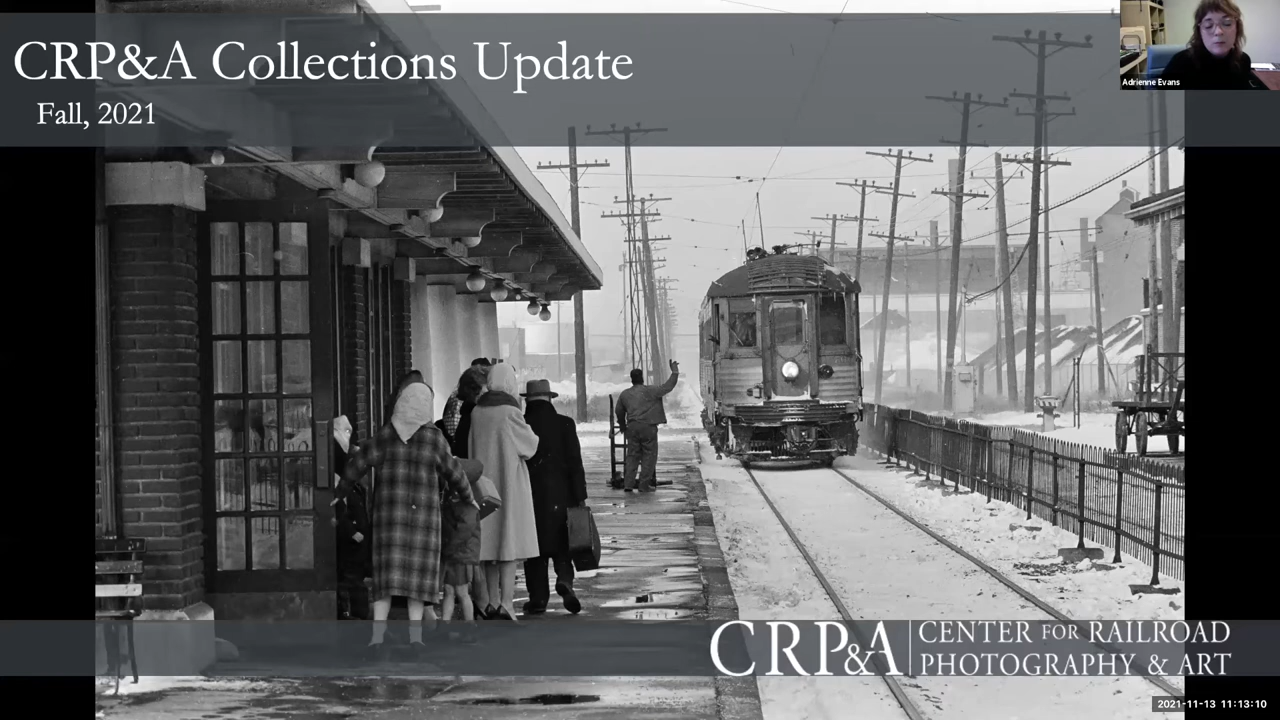 CRP&A Collections Update
Fall, 2021
Adrienne Evans
CRP&A CENTER FOR RAILROAD
PHOTOGRAPHY & ART
2021-11-13 11:13:10